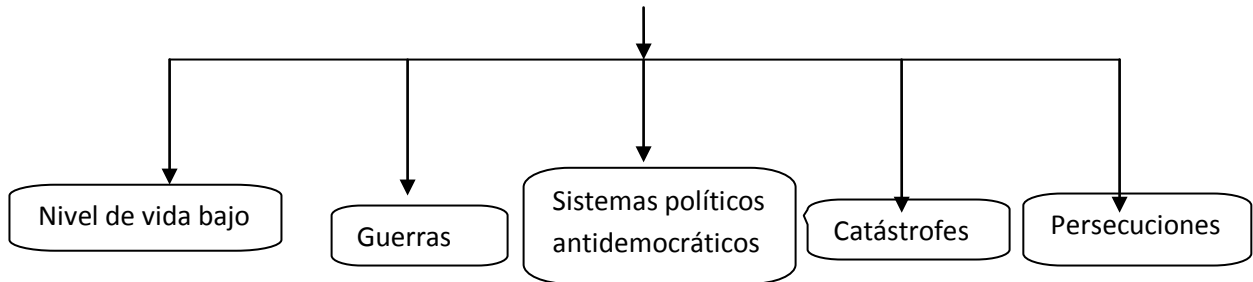 Nivel de vida bajo
Guerras
Sistemas políticos
antidemocráticos
Catástrofes
Persecuciones